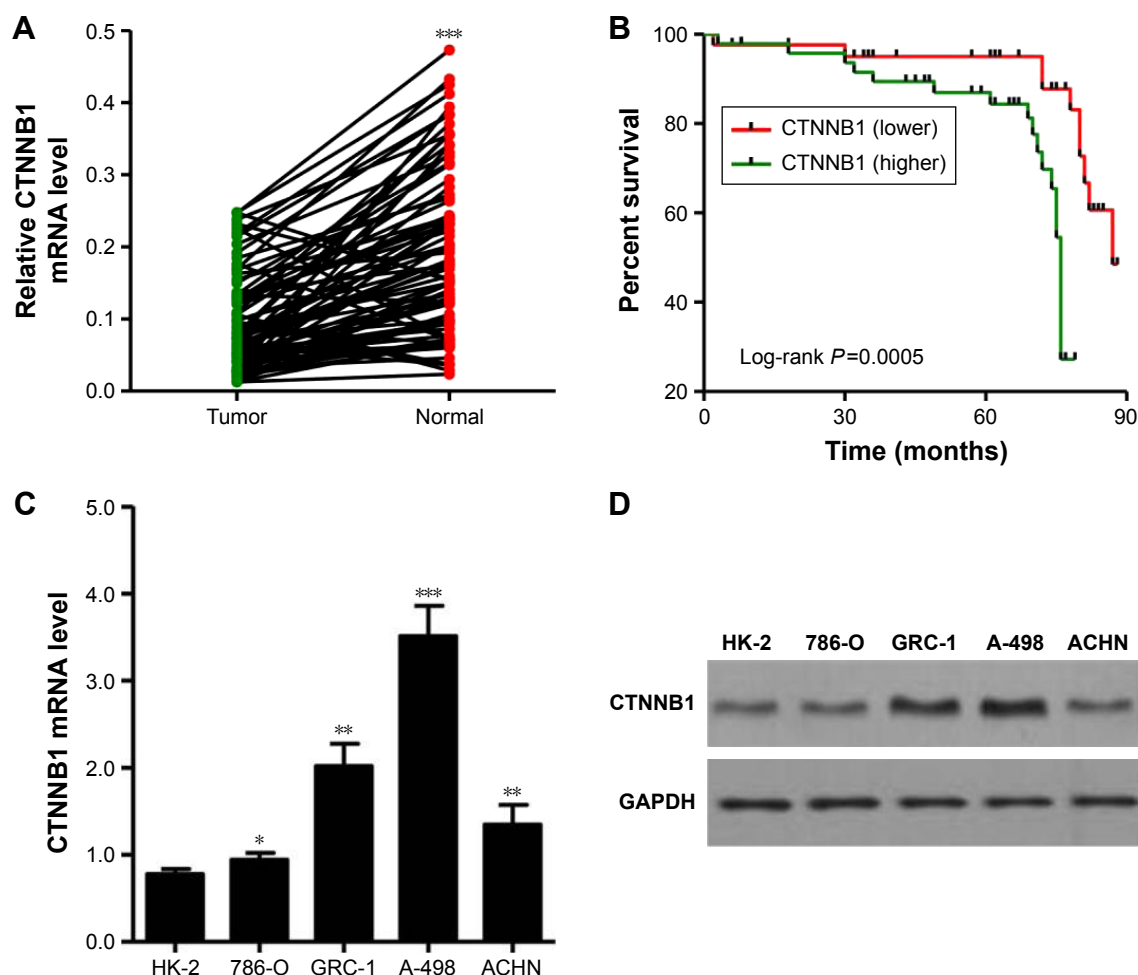 A
Relative CTNNB1
mRNA level
0.5
0.4
0.3
0.2
0.1
0.0
***
Tumor
Normal
B
Percent survival
100
80
60
40
20
CTNNB1 (lower)
CTNNB1 (higher)
Log-rank P=0.0005
0
30
60
90
Time (months)
C
CTNNB1 mRNA level
5.0
4.0
3.0
2.0
1.0
0.0
*
**
***
**
HK-2
786-O
GRC-1
A-498
ACHN
D
HK-2
786-O
GRC-1
A-498
ACHN
CTNNB1
GAPDH